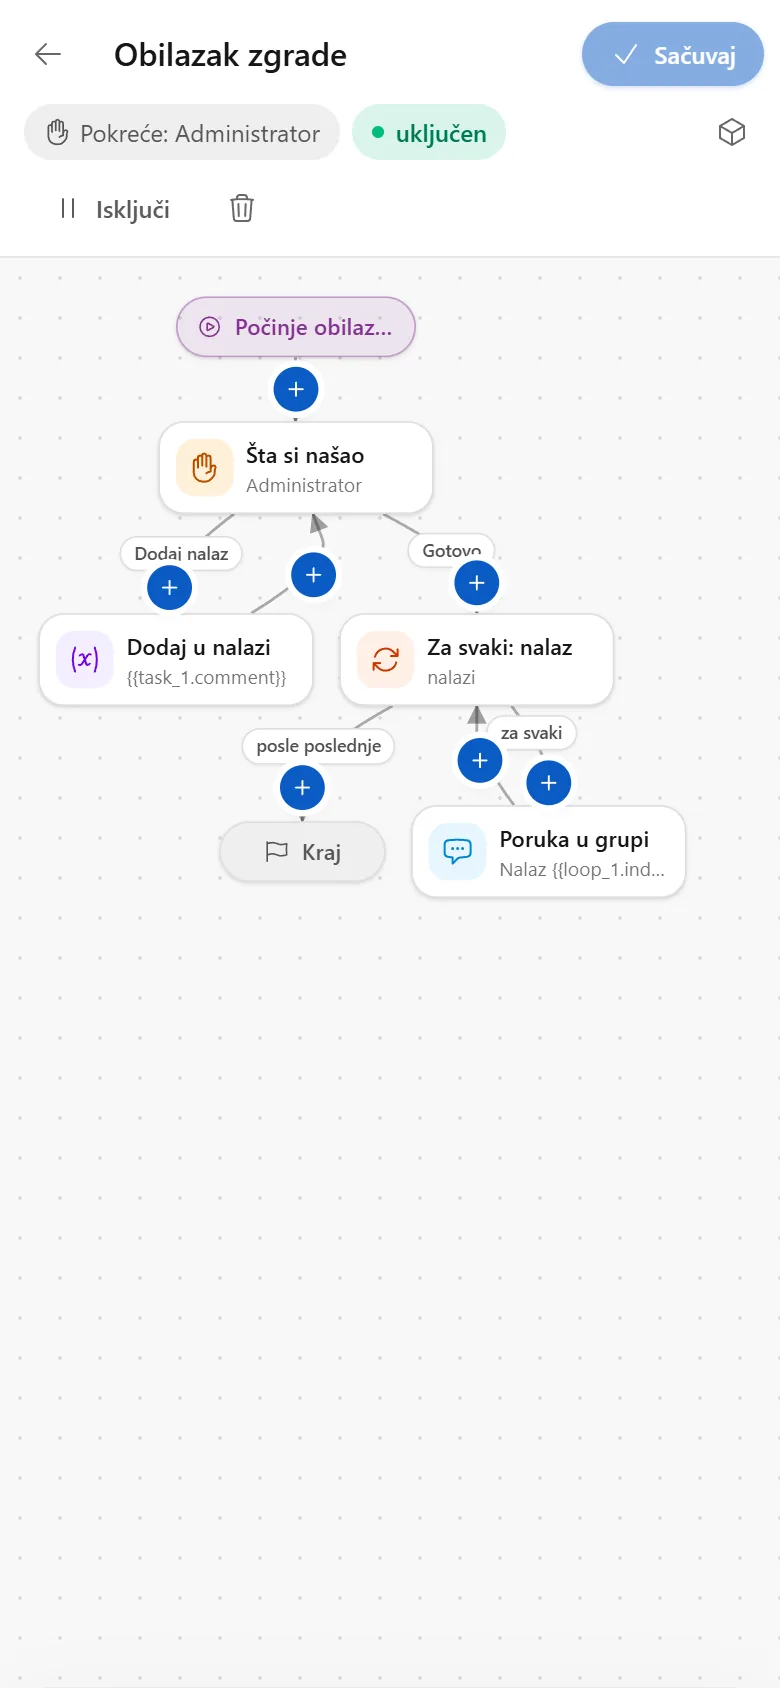 Obilazak zgrade
Sačuvaj
Pokreće: Administrator
uključen
Isključi
Počinje obilaz...
Šta si našao
Administrator
Dodaj nalaz
Gotovo
Dodaj u nalazi
{{task_1.comment}}
Za svaki: nalaz
nalazi
posle poslednje
za svaki
Kraj
Poruka u grupi
Nalaz {{loop_1.ind...